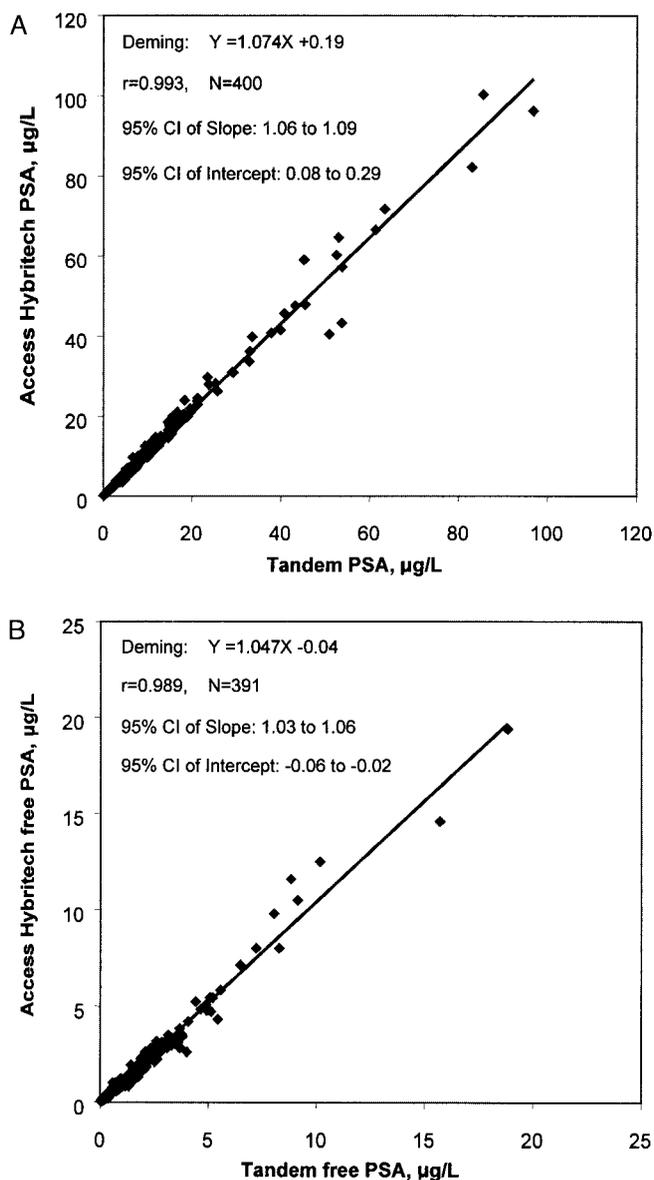 A
Deming: Y =1.074X +0.19
r=0.993, N=400
95% CI of Slope: 1.06 to 1.09
95% CI of Intercept: 0.08 to 0.29
Access Hybritech PSA, µg/L
120
100
80
60
40
20
0
0 20 40 60 80 100 120
Tandem PSA, µg/L
B
Deming: Y =1.047X -0.04
r=0.989, N=391
95% CI of Slope: 1.03 to 1.06
95% CI of Intercept: -0.06 to -0.02
Access Hybritech free PSA, µg/L
25
20
15
10
5
0
0 5 10 15 20 25
Tandem free PSA, µg/L